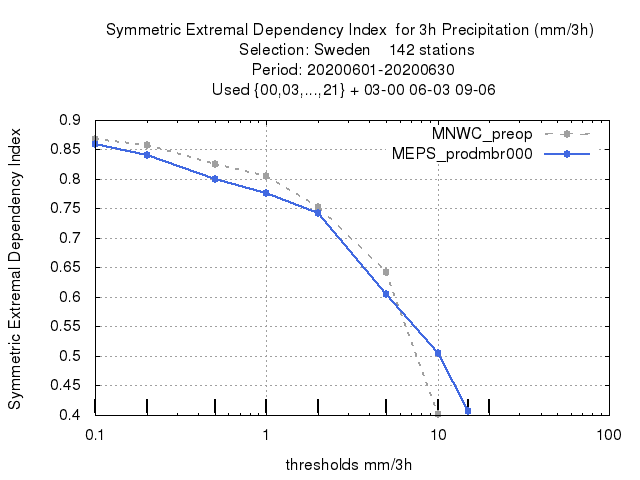 Symmetric Extremal Dependency Index  for 3h Precipitation (mm/3h)
Selection: Sweden    142 stations
Period: 20200601-20200630
Used {00,03,...,21} + 03-00 06-03 09-06
Symmetric Extremal Dependency Index
0.9
0.85
0.8
0.75
0.7
0.65
0.6
0.55
0.5
0.45
0.4
MNWC_preop
MEPS_prodmbr000
0.1 1 10 100
thresholds mm/3h